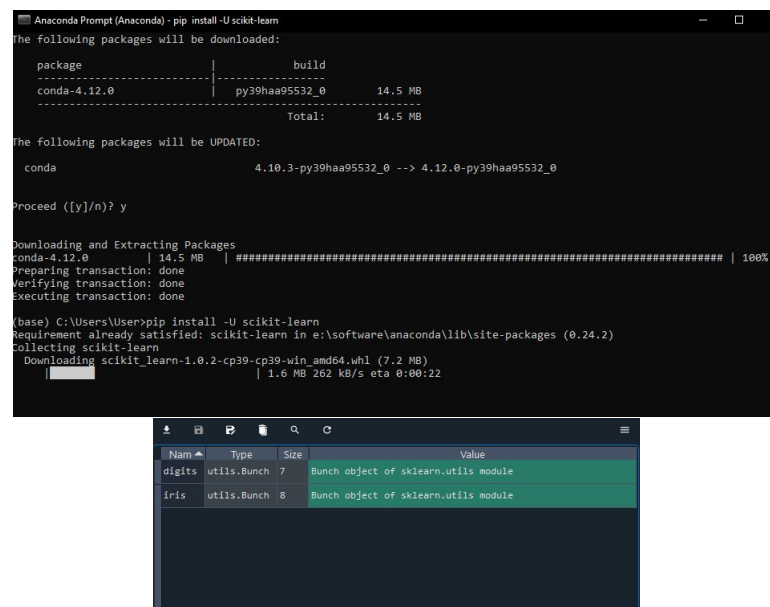 Anaconda Prompt (Anaconda) - pip install -U scikit-learn
The following packages will be downloaded:
package | build
---------------------------|-----------------
conda-4.12.0 | py39haa95532_0 14.5 MB
------------------------------------------------------------
Total: 14.5 MB
The following packages will be UPDATED:
conda 4.10.3-py39haa95532_0 --> 4.12.0-py39haa95532_0
Proceed ([y]/n)? y
Downloading and Extracting Packages
conda-4.12.0 | 14.5 MB | ############################################################################ | 100%
Preparing transaction: done
Verifying transaction: done
Executing transaction: done
(base) C:\Users\User>pip install -U scikit-learn
Requirement already satisfied: scikit-learn in e:\software\anaconda\lib\site-packages (0.24.2)
Collecting scikit-learn
Downloading scikit_learn-1.0.2-cp39-cp39-win_amd64.whl (7.2 MB)
| | 1.6 MB 262 kB/s eta 0:00:22
Nam Type Size Value
digits utils.Bunch 7 Bunch object of sklearn.utils module
iris utils.Bunch 8 Bunch object of sklearn.utils module